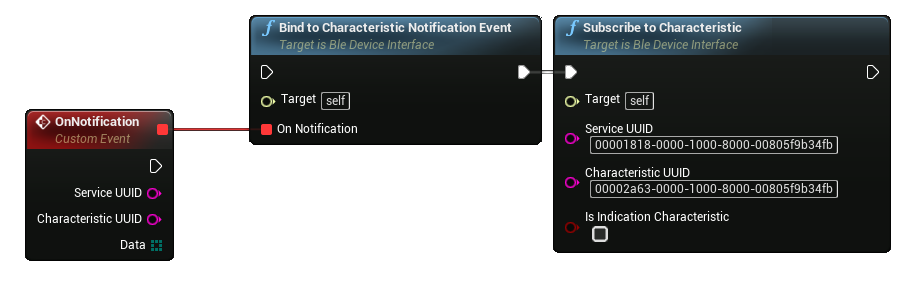 OnNotification
Custom Event
Service UUID
Characteristic UUID
Data
f Bind to Characteristic Notification Event
Target is Ble Device Interface
Target self
On Notification
f Subscribe to Characteristic
Target is Ble Device Interface
Target self
Service UUID
00001818-0000-1000-8000-00805f9b34fb
Characteristic UUID
00002a63-0000-1000-8000-00805f9b34fb
Is Indication Characteristic